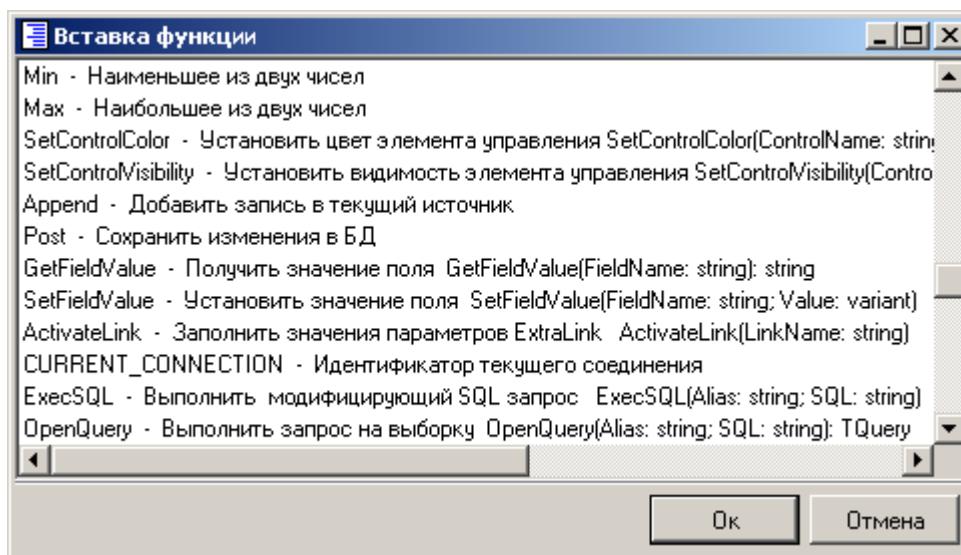 Вставка функции
Min - Наименьшее из двух чисел
Max - Наибольшее из двух чисел
SetControlColor - Установить цвет элемента управления SetControlColor(ControlName: string
SetControlVisibility - Установить видимость элемента управления SetControlVisibility(Contro
Append - Добавить запись в текущий источник
Post - Сохранить изменения в БД
GetFieldValue - Получить значение поля GetFieldValue(FieldName: string): string
SetFieldValue - Установить значение поля SetFieldValue(FieldName: string; Value: variant)
ActivateLink - Заполнить значения параметров ExtraLink ActivateLink(LinkName: string)
CURRENT_CONNECTION - Идентификатор текущего соединения
ExecSQL - Выполнить модифицирующий SQL запрос ExecSQL(Alias: string; SQL: string)
OpenQuery - Выполнить запрос на выборку OpenQuery(Alias: string; SQL: string): TQuery
Ок Отмена